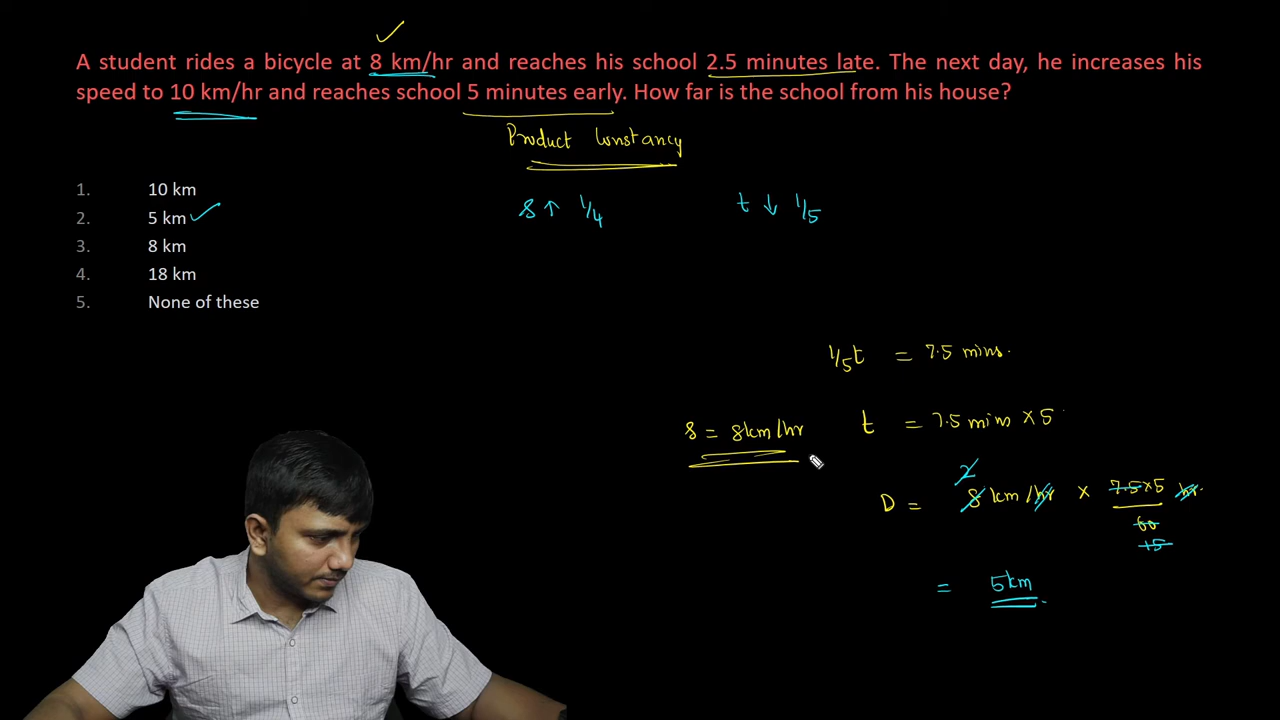 A student rides a bicycle at 8 km/hr and reaches his school 2.5 minutes late. The next day, he increases his
speed to 10 km/hr and reaches school 5 minutes early. How far is the school from his house?
Product Constancy
1. 10 km
2. 5 km ✓
3. 8 km
4. 18 km
5. None of these
s ↑ 1/4 t ↓ 1/5
1/5 t = 7.5 mins.
s = 8km/hr t = 7.5 mins × 5
2
D = 8 km/hr × 7.5×5 hr.
60
15
= 5km.